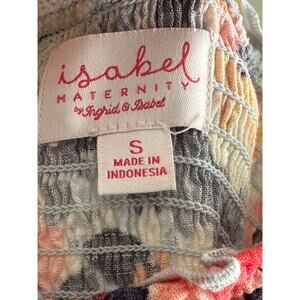 isabel
MATERNITY
by Ingrid & Isabel
S
MADE IN
INDONESIA